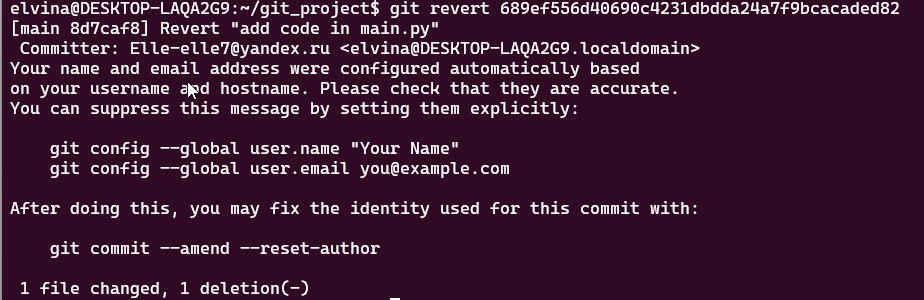 elvina@DESKTOP-LAQA2G9:~/git_project$ git revert 689ef556d40690c4231dbdda24a7f9bcacaded82
[main 8d7caf8] Revert "add code in main.py"
 Committer: Elle-elle7@yandex.ru <elvina@DESKTOP-LAQA2G9.localdomain>
Your name and email address were configured automatically based
on your username and hostname. Please check that they are accurate.
You can suppress this message by setting them explicitly:

    git config --global user.name "Your Name"
    git config --global user.email you@example.com

After doing this, you may fix the identity used for this commit with:

    git commit --amend --reset-author

 1 file changed, 1 deletion(-)